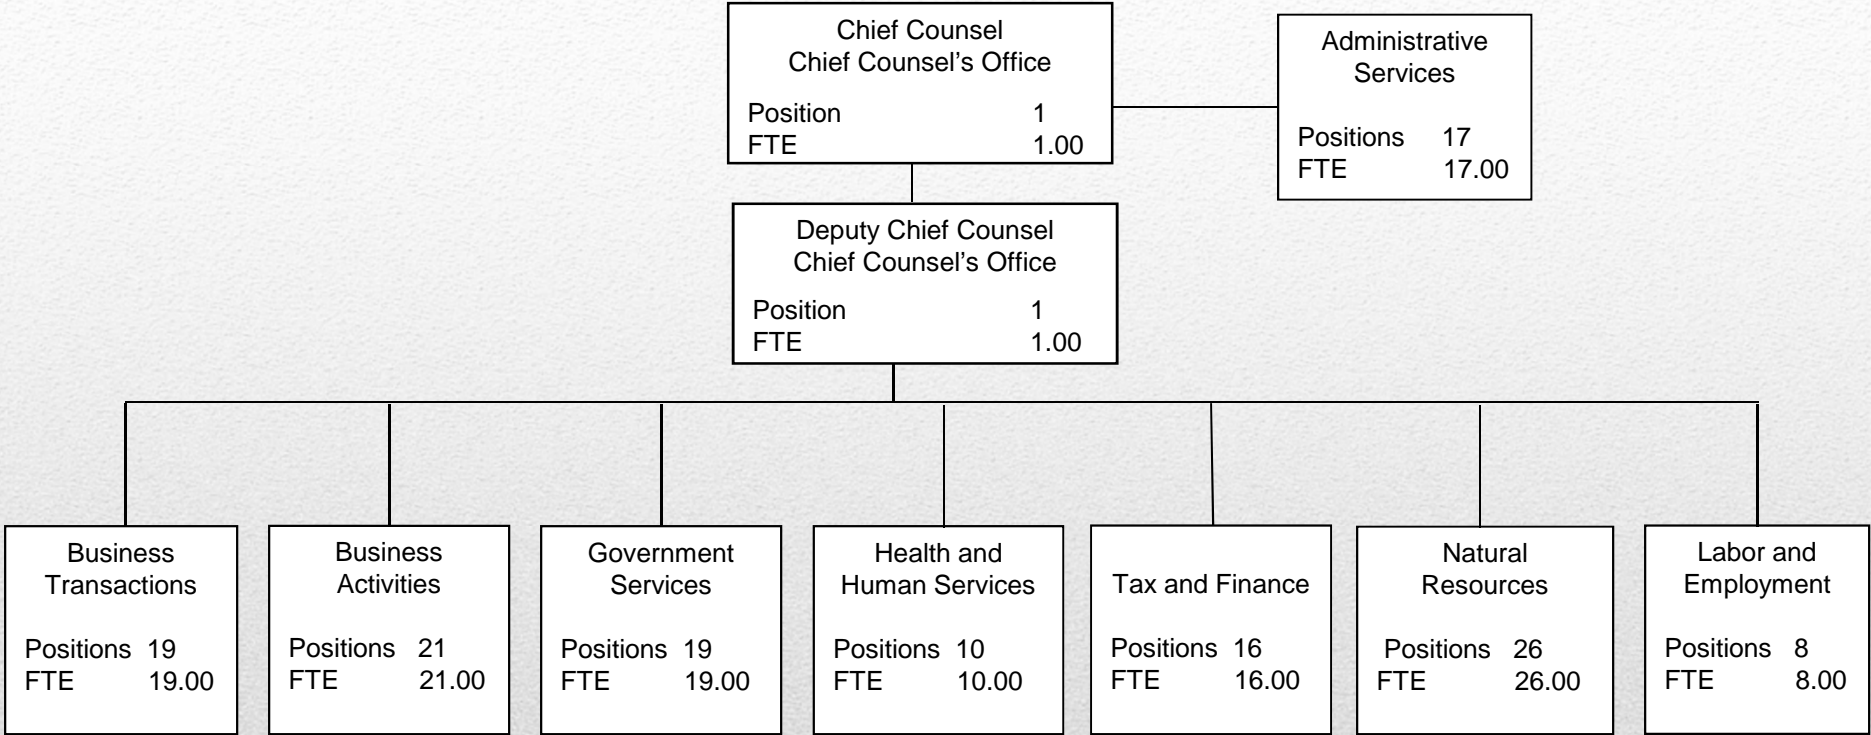 Chief Counsel
Chief Counsel’s Office
Position 1
FTE 1.00
Administrative
Services
Positions 17
FTE 17.00
Deputy Chief Counsel
Chief Counsel’s Office
Position 1
FTE 1.00
Business
Transactions
Positions 19
FTE 19.00
Business
Activities
Positions 21
FTE 21.00
Government
Services
Positions 19
FTE 19.00
Health and
Human Services
Positions 10
FTE 10.00
Tax and Finance
Positions 16
FTE 16.00
Natural
Resources
Positions 26
FTE 26.00
Labor and
Employment
Positions 8
FTE 8.00